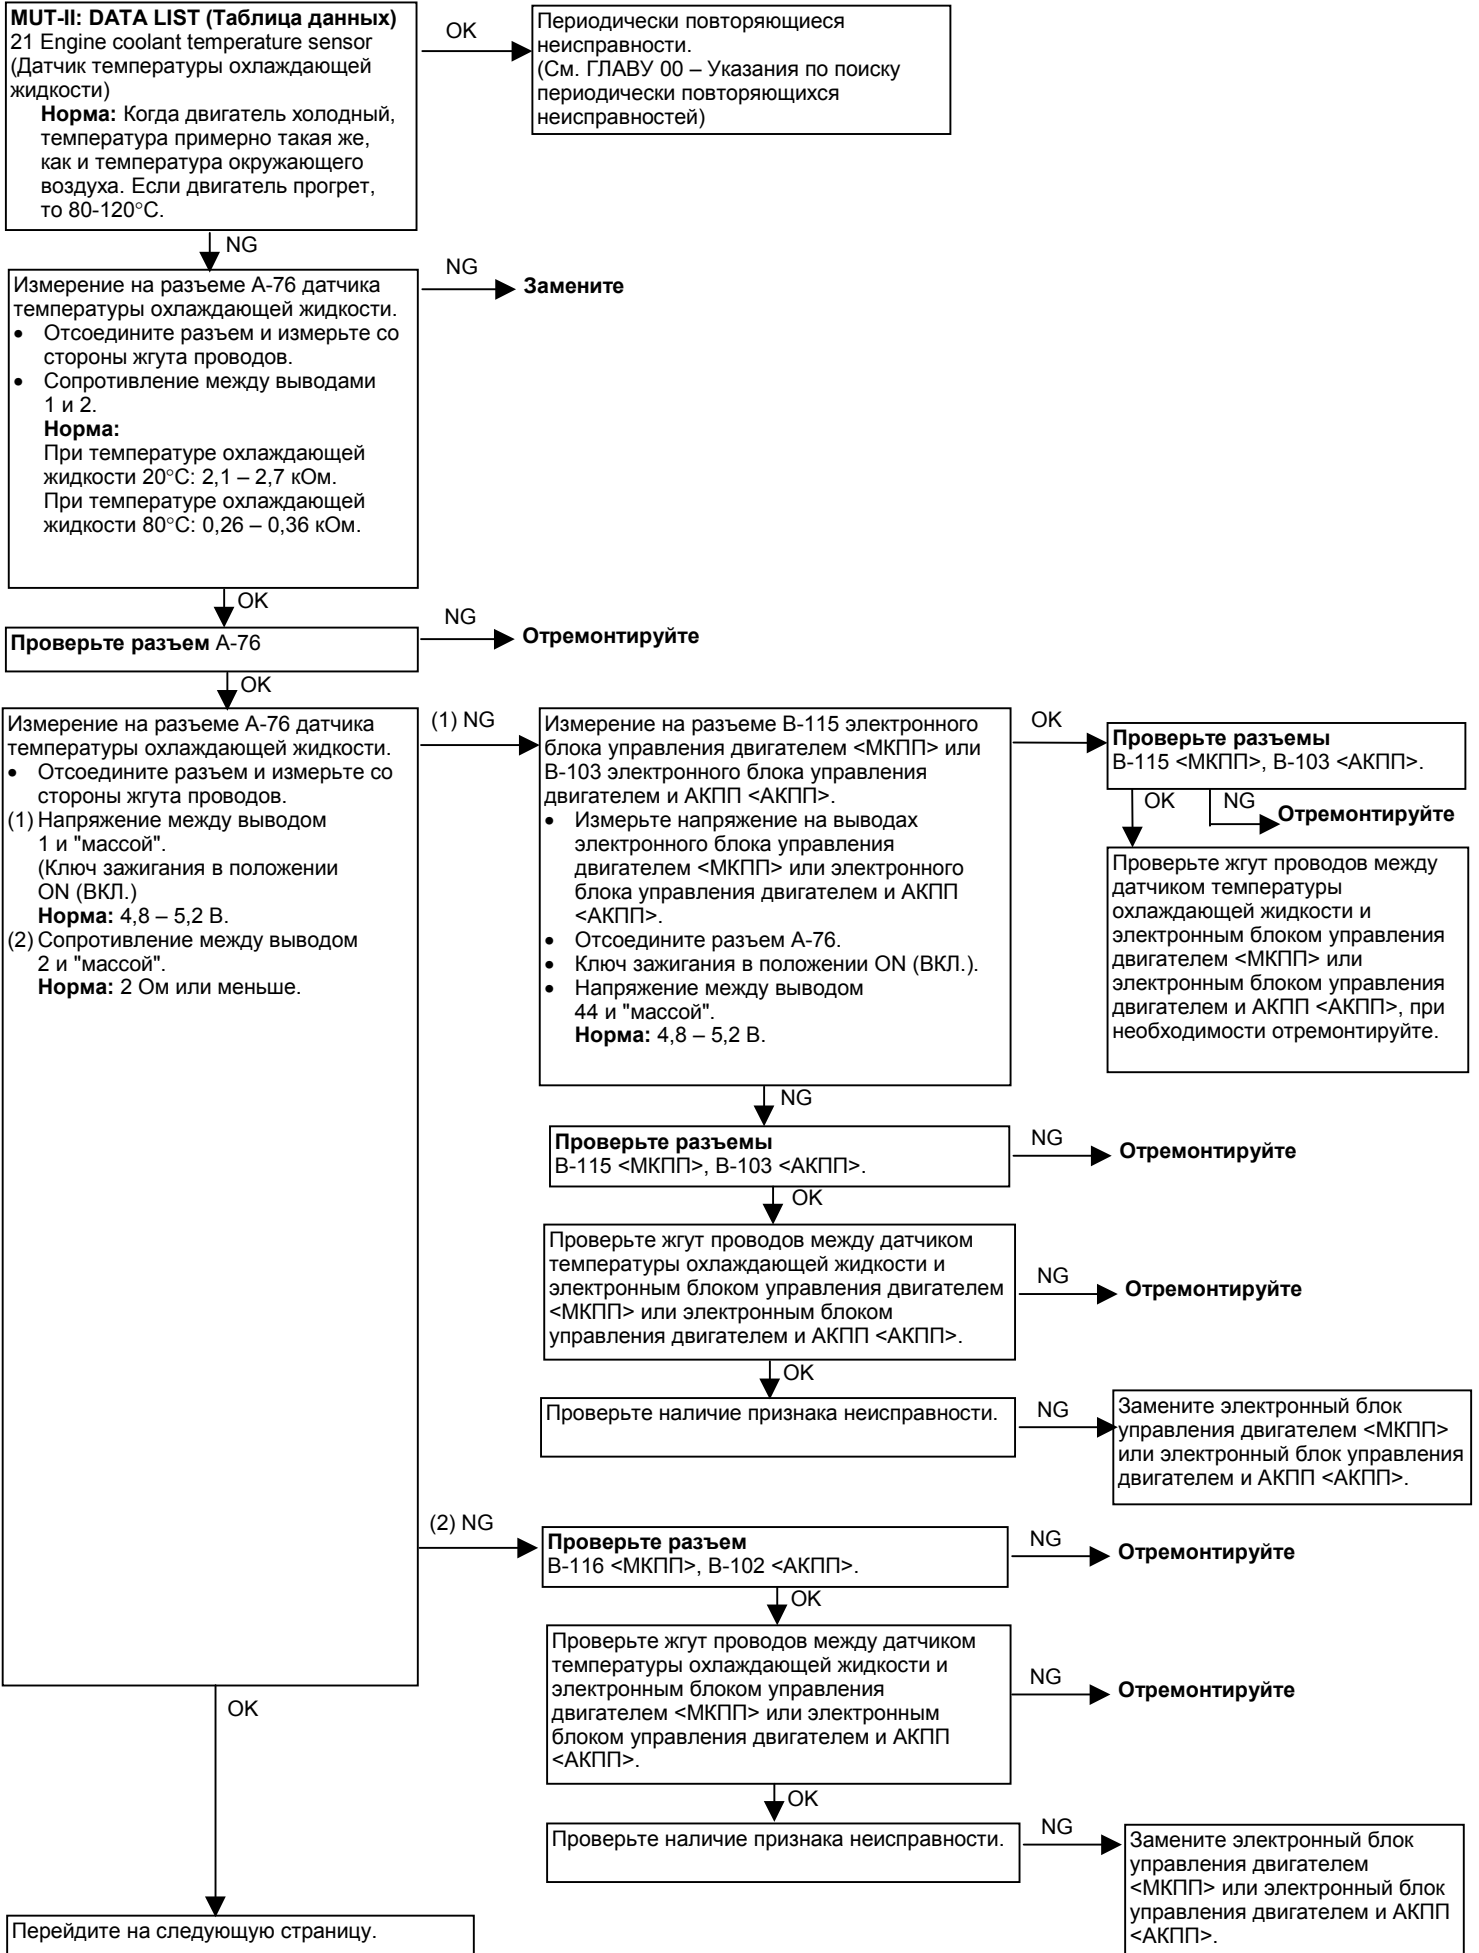 MUT-II: DATA LIST (Таблица данных)
21 Engine coolant temperature sensor
(Датчик температуры охлаждающей
жидкости)
Норма: Когда двигатель холодный,
температура примерно такая же,
как и температура окружающего
воздуха. Если двигатель прогрет,
то 80-120°C.
OK
Периодически повторяющиеся
неисправности.
(См. ГЛАВУ 00 – Указания по поиску
периодически повторяющихся
неисправностей)
NG
Измерение на разъеме A-76 датчика
температуры охлаждающей жидкости.
• Отсоедините разъем и измерьте со
стороны жгута проводов.
• Сопротивление между выводами
1 и 2.
Норма:
При температуре охлаждающей
жидкости 20°C: 2,1 – 2,7 кОм.
При температуре охлаждающей
жидкости 80°C: 0,26 – 0,36 кОм.
NG
Замените
OK
Проверьте разъем A-76
NG
Отремонтируйте
OK
Измерение на разъеме A-76 датчика
температуры охлаждающей жидкости.
• Отсоедините разъем и измерьте со
стороны жгута проводов.
(1) Напряжение между выводом
1 и "массой".
(Ключ зажигания в положении
ON (ВКЛ.)
Норма: 4,8 – 5,2 В.
(2) Сопротивление между выводом
2 и "массой".
Норма: 2 Ом или меньше.
(1) NG
Измерение на разъеме B-115 электронного
блока управления двигателем <МКПП> или
B-103 электронного блока управления
двигателем и АКПП <АКПП>.
• Измерьте напряжение на выводах
электронного блока управления
двигателем <МКПП> или электронного
блока управления двигателем и АКПП
<АКПП>.
• Отсоедините разъем A-76.
• Ключ зажигания в положении ON (ВКЛ.).
• Напряжение между выводом
44 и "массой".
Норма: 4,8 – 5,2 В.
OK
Проверьте разъемы
B-115 <МКПП>, B-103 <АКПП>.
OK
NG
Отремонтируйте
Проверьте жгут проводов между
датчиком температуры
охлаждающей жидкости и
электронным блоком управления
двигателем <МКПП> или
электронным блоком управления
двигателем и АКПП <АКПП>, при
необходимости отремонтируйте.
NG
Проверьте разъемы
B-115 <МКПП>, B-103 <АКПП>.
NG
Отремонтируйте
OK
Проверьте жгут проводов между датчиком
температуры охлаждающей жидкости и
электронным блоком управления двигателем
<МКПП> или электронным блоком
управления двигателем и АКПП <АКПП>.
NG
Отремонтируйте
OK
Проверьте наличие признака неисправности.
NG
Замените электронный блок
управления двигателем <МКПП>
или электронный блок управления
двигателем и АКПП <АКПП>.
(2) NG
Проверьте разъем
B-116 <МКПП>, B-102 <АКПП>.
NG
Отремонтируйте
OK
Проверьте жгут проводов между датчиком
температуры охлаждающей жидкости и
электронным блоком управления
двигателем <МКПП> или электронным
блоком управления двигателем и АКПП
<АКПП>.
NG
Отремонтируйте
OK
Проверьте наличие признака неисправности.
NG
Замените электронный блок
управления двигателем
<МКПП> или электронный блок
управления двигателем и АКПП
<АКПП>.
OK
Перейдите на следующую страницу.